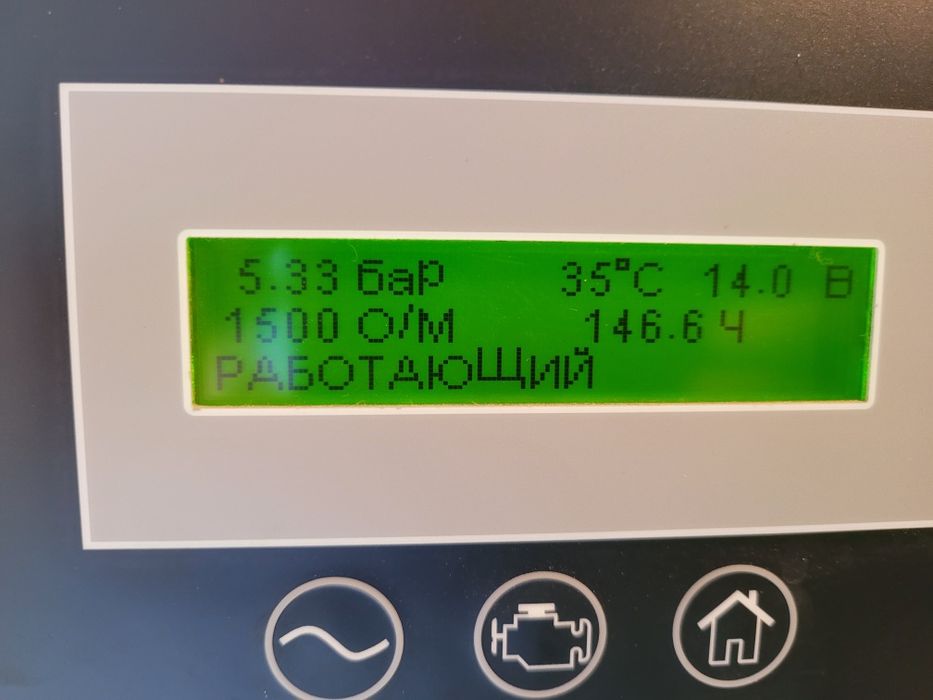 5.33 бар 35°C 14.0 В
1500 О/М 146.6 Ч
РАБОТАЮЩИЙ